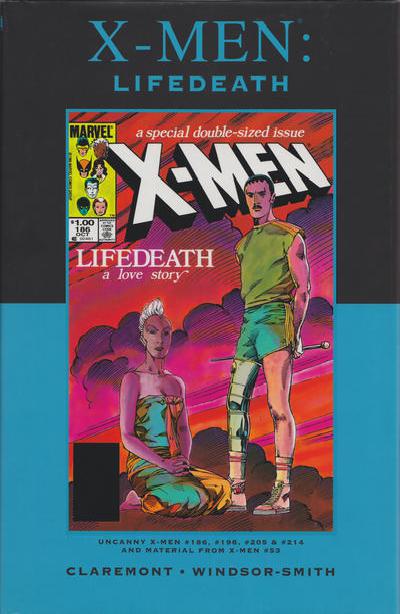 X-MEN:
LIFEDEATH
MARVEL
a special double-sized issue
X-MEN
$1.00
186
OCT
LIFEDEATH
a love story
UNCANNY X-MEN #186, #198, #205 & #214
AND MATERIAL FROM X-MEN #53
CLAREMONT • WINDSOR-SMITH